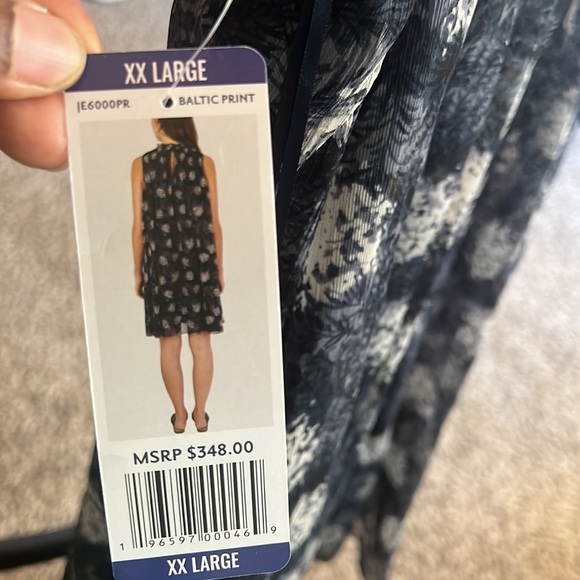 XX LARGE
JE6000PR
BALTIC PRINT
MSRP $348.00
1 96597 00046 9
XX LARGE